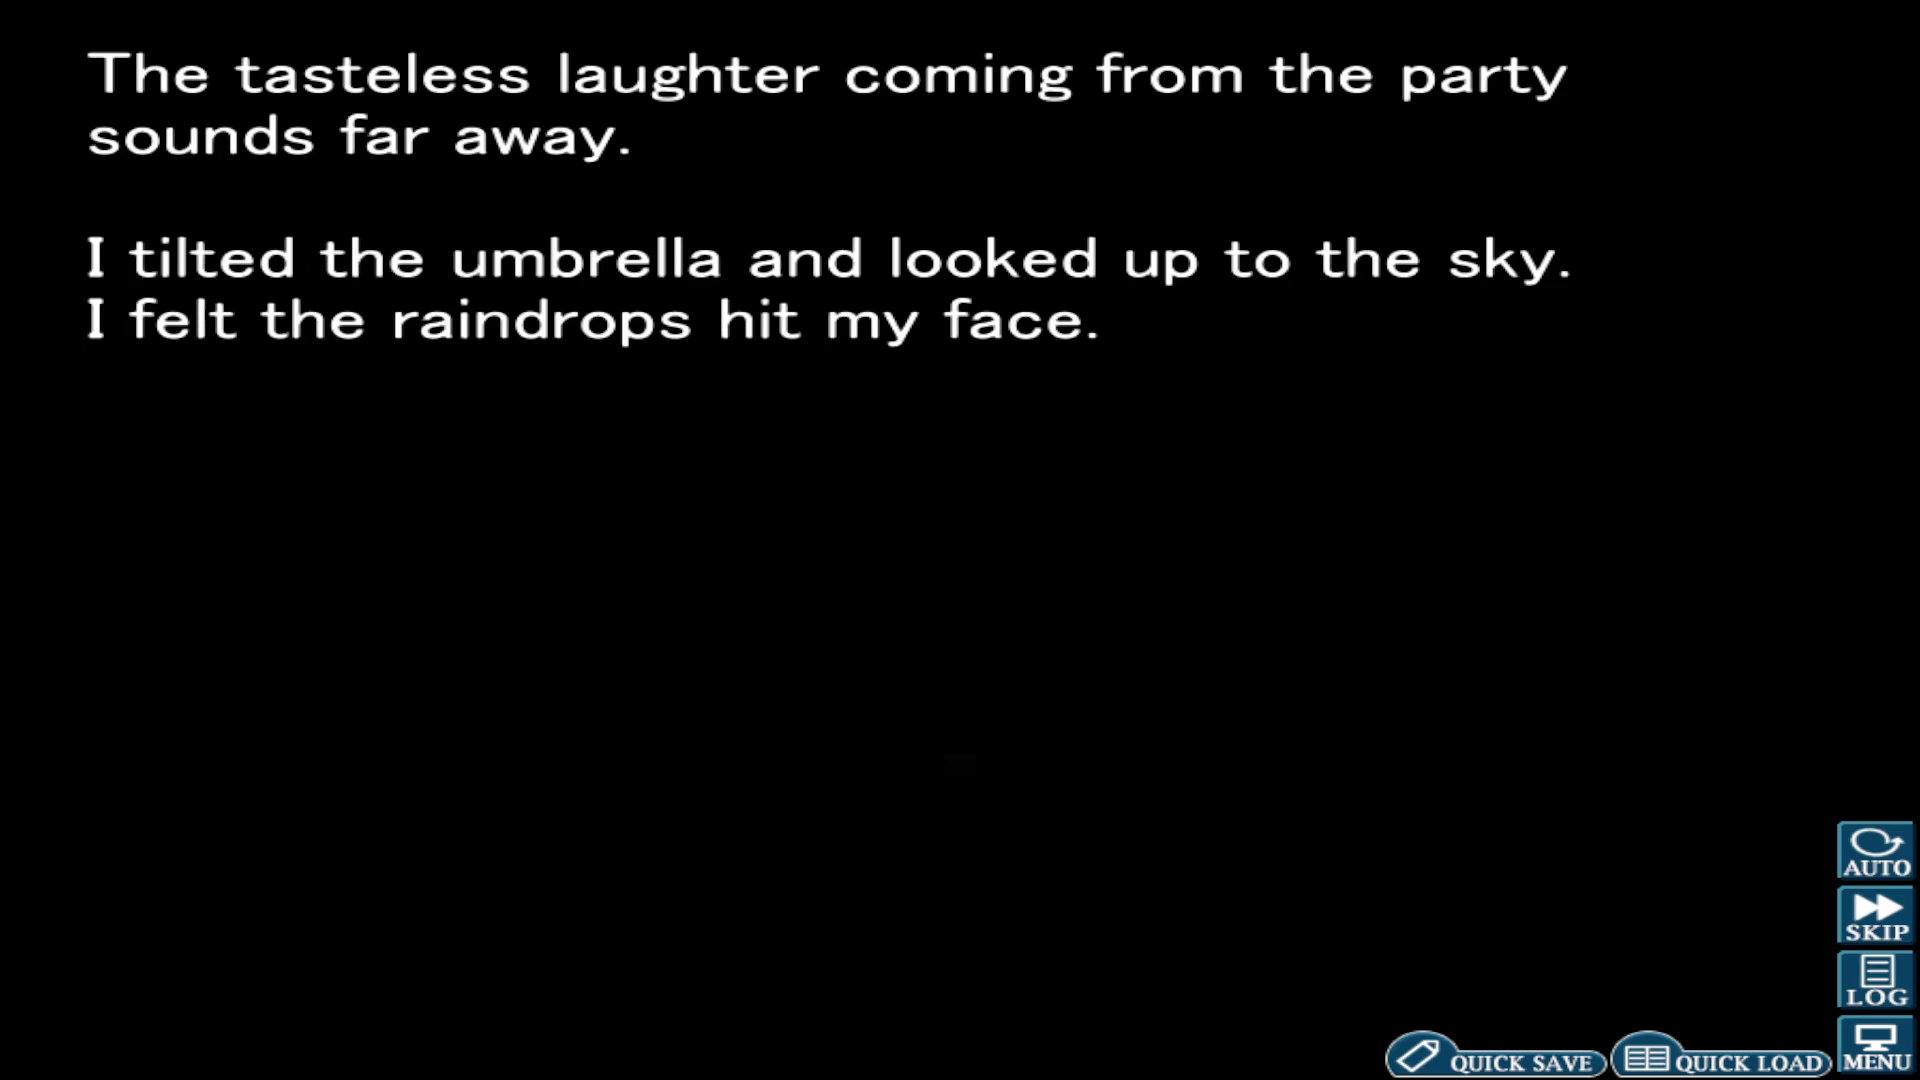 The tasteless laughter coming from the party
sounds far away.
I tilted the umbrella and looked up to the sky.
I felt the raindrops hit my face.
AUTO
SKIP
LOG
MENU
QUICK SAVE
QUICK LOAD